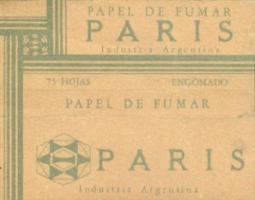 PAPEL DE FUMAR
PARIS
Industria Argentina
75 HOJAS ENGOMADO
PAPEL DE FUMAR
PARIS
Industria Argentina